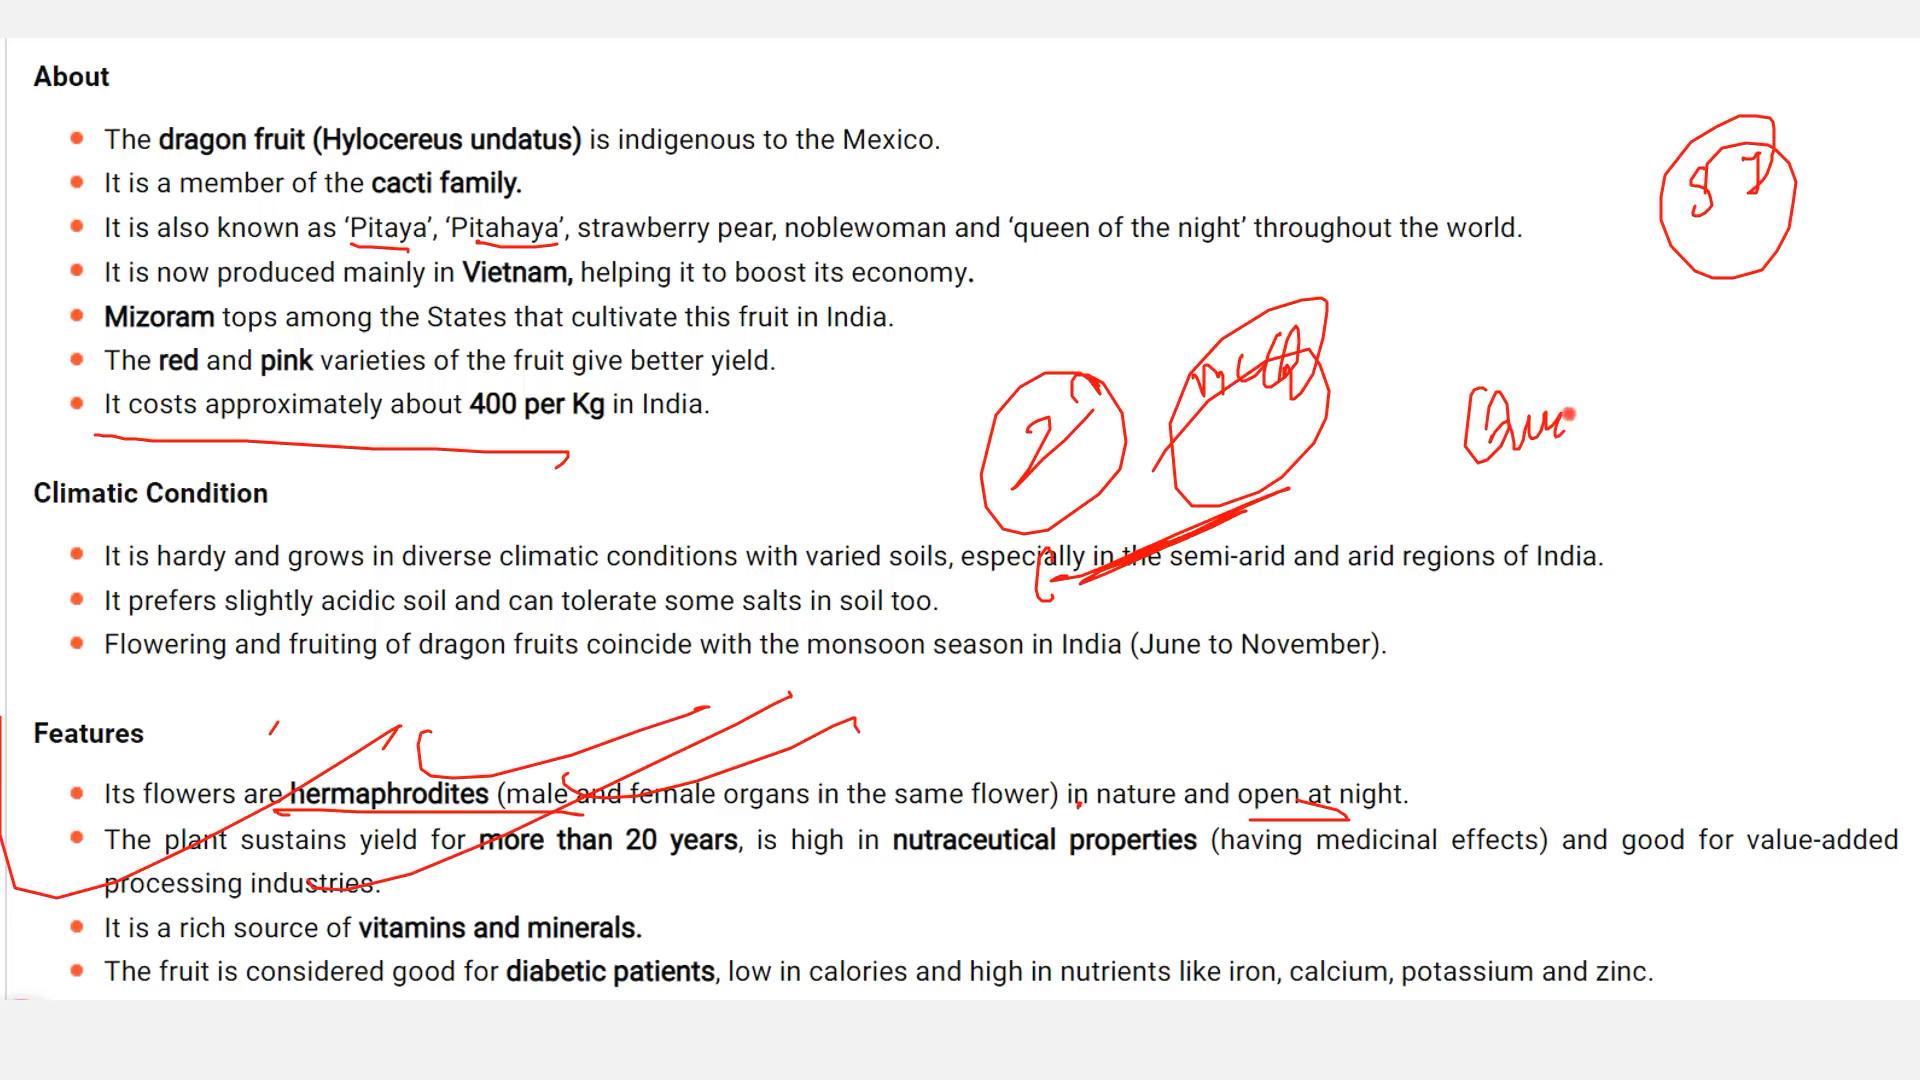 About
The dragon fruit (Hylocereus undatus) is indigenous to the Mexico.
It is a member of the cacti family.
It is also known as ‘Pitaya’, ‘Pitahaya’, strawberry pear, noblewoman and ‘queen of the night’ throughout the world.
It is now produced mainly in Vietnam, helping it to boost its economy.
Mizoram tops among the States that cultivate this fruit in India.
The red and pink varieties of the fruit give better yield.
It costs approximately about 400 per Kg in India.
Climatic Condition
It is hardy and grows in diverse climatic conditions with varied soils, especially in the semi-arid and arid regions of India.
It prefers slightly acidic soil and can tolerate some salts in soil too.
Flowering and fruiting of dragon fruits coincide with the monsoon season in India (June to November).
Features
Its flowers are hermaphrodites (male and female organs in the same flower) in nature and open at night.
The plant sustains yield for more than 20 years, is high in nutraceutical properties (having medicinal effects) and good for value-added
processing industries.
It is a rich source of vitamins and minerals.
The fruit is considered good for diabetic patients, low in calories and high in nutrients like iron, calcium, potassium and zinc.